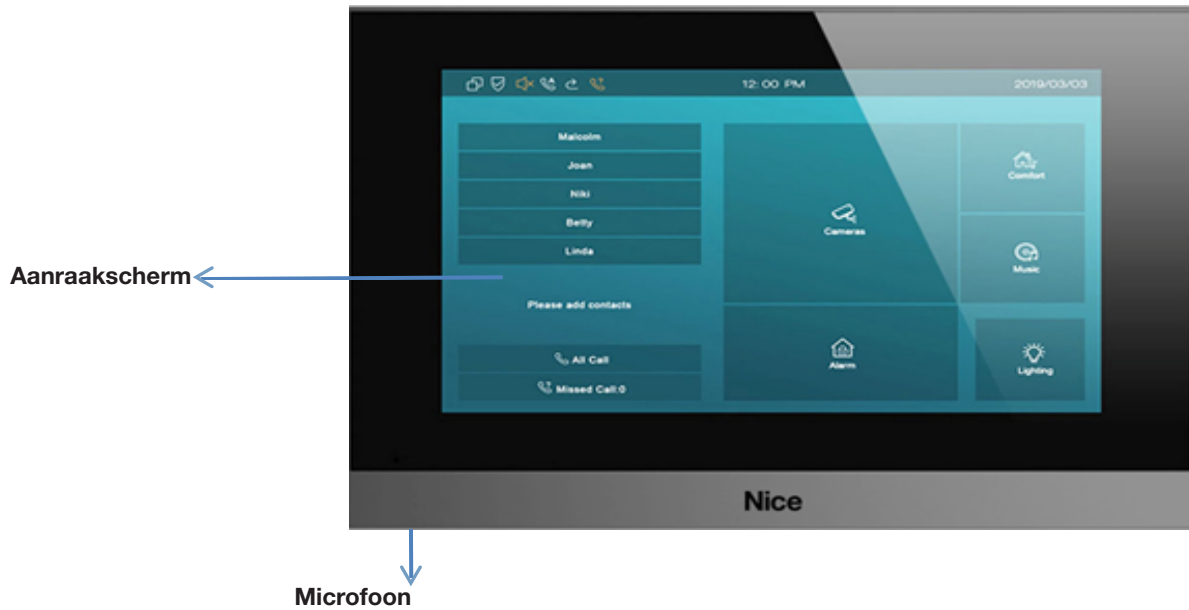 12:00 PM
2019/03/03
Malcolm
Joan
Niki
Betty
Linda
Please add contacts
All Call
Missed Call:0
Cameras
Alarm
Comfort
Music
Lighting
Aanraakscherm
Nice
Microfoon